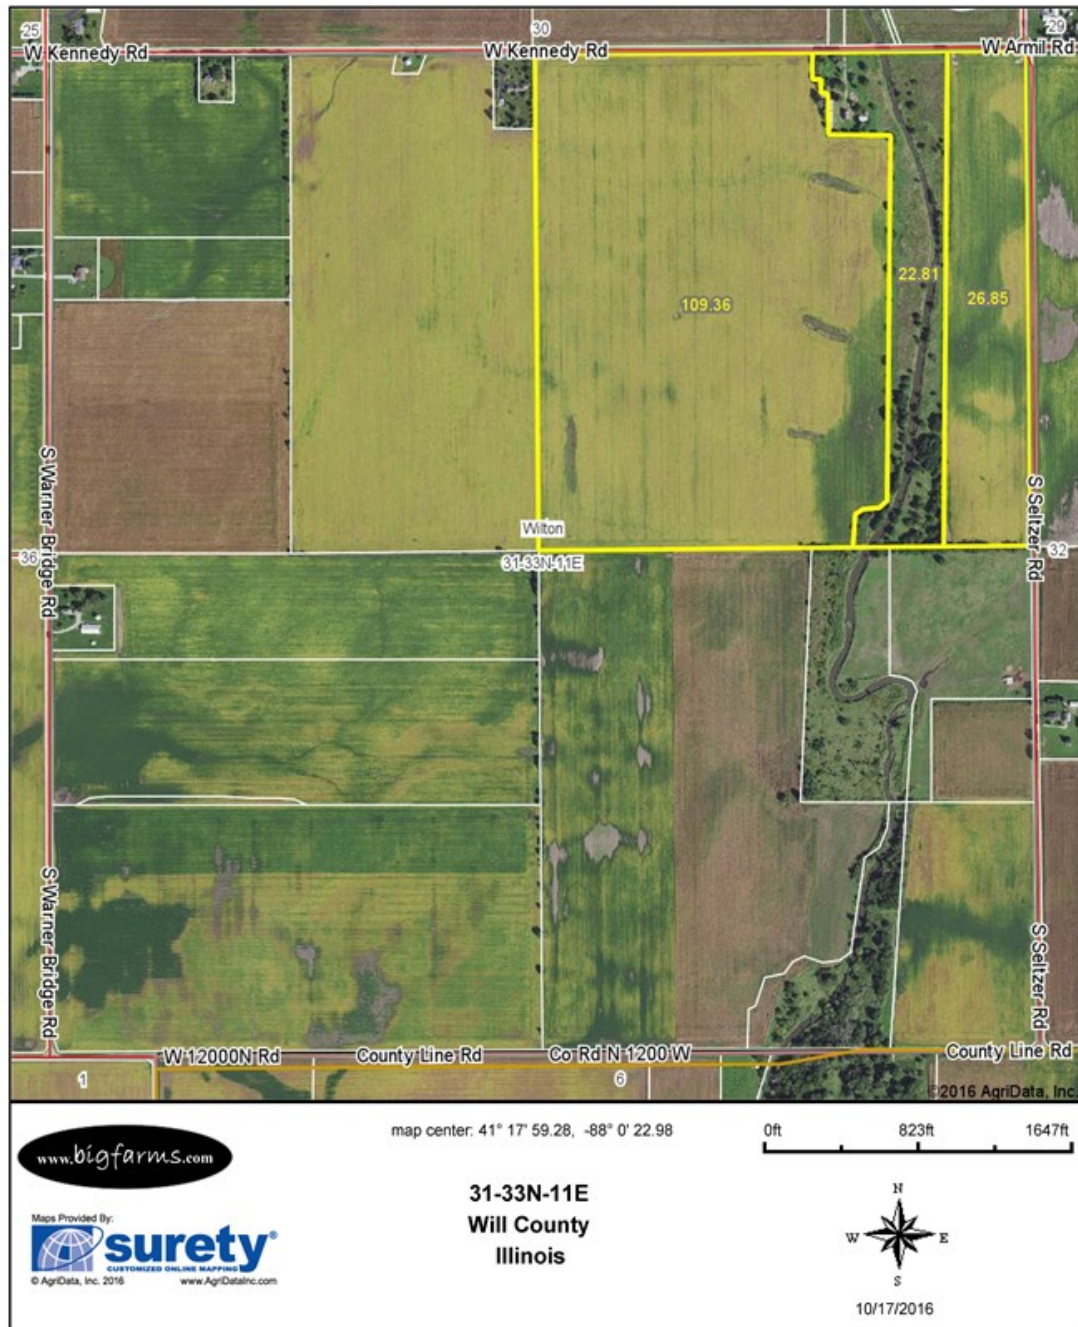 25
30
29
W Kennedy Rd
W Kennedy Rd
W Armil Rd
22.81
26.85
109.36
S Warner Bridge Rd
S Seltzer Rd
Wilton
36
31-33N-11E
32
S Warner Bridge Rd
S Seltzer Rd
W 12000N Rd
County Line Rd
Co Rd N 1200 W
County Line Rd
1
6
©2016 AgriData, Inc.
www.bigfarms.com
map center: 41° 17' 59.28, -88° 0' 22.98
0ft
823ft
1647ft
31-33N-11E
Will County
Illinois
Maps Provided By:
surety®
CUSTOMIZED ONLINE MAPPING
© AgriData, Inc. 2016
www.AgriDataInc.com
N
W
E
S
10/17/2016